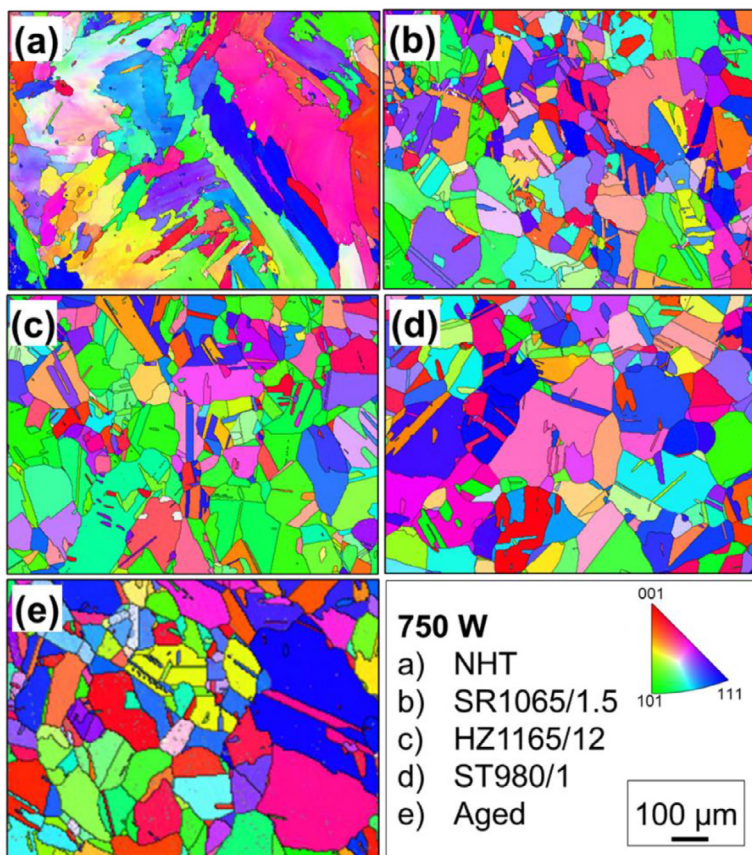 (a)
(b)
(c)
(d)
(e)
750 W
a) NHT
b) SR1065/1.5
c) HZ1165/12
d) ST980/1
e) Aged
001
101
111
100 µm